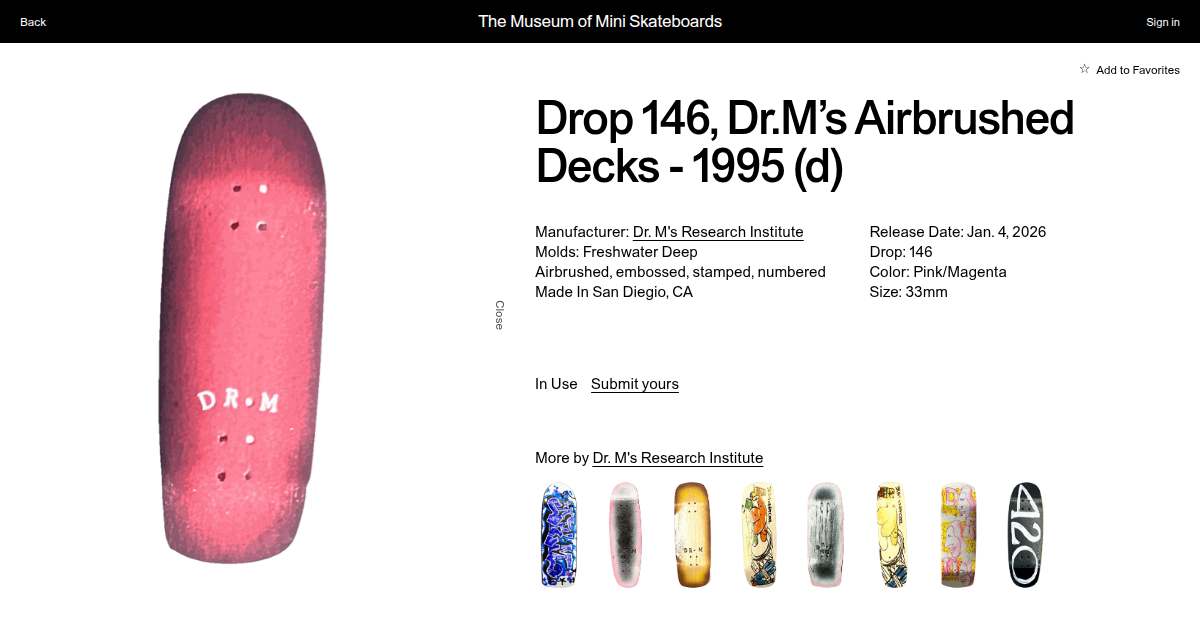 Back
The Museum of Mini Skateboards
Sign in
☆ Add to Favorites
Drop 146, Dr.M’s Airbrushed
Decks - 1995 (d)
Manufacturer: Dr. M's Research Institute
Molds: Freshwater Deep
Airbrushed, embossed, stamped, numbered
Made In San Diegio, CA
Release Date: Jan. 4, 2026
Drop: 146
Color: Pink/Magenta
Size: 33mm
DR•M
Close
In Use Submit yours
More by Dr. M's Research Institute
DR•M
420